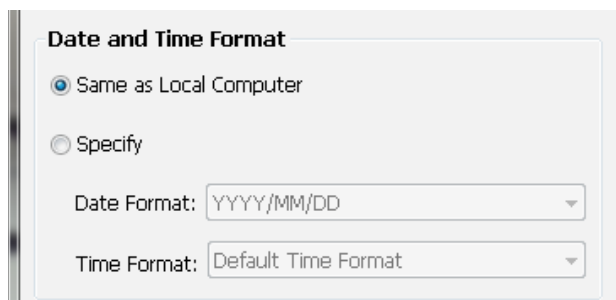 Date and Time Format
Same as Local Computer
Specify
Date Format: YYYY/MM/DD
Time Format: Default Time Format